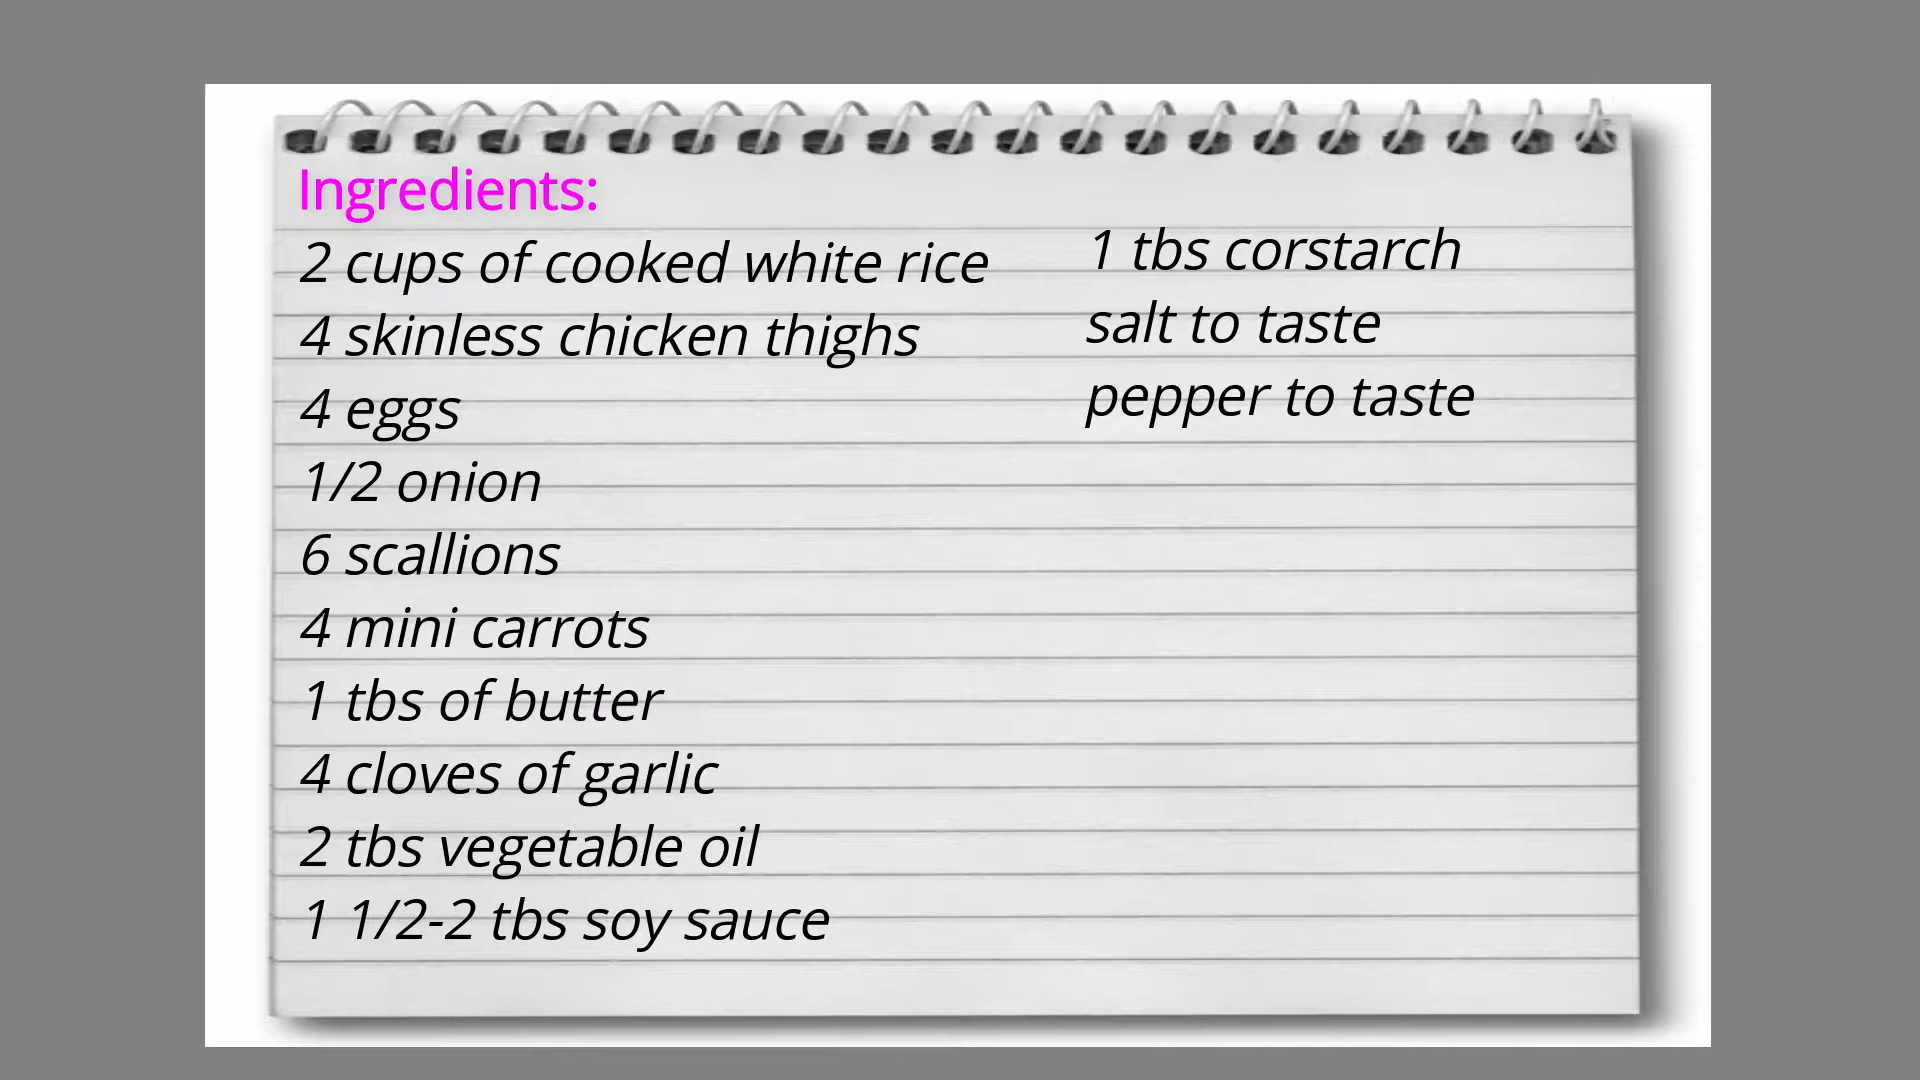 Ingredients:
2 cups of cooked white rice
4 skinless chicken thighs
4 eggs
1/2 onion
6 scallions
4 mini carrots
1 tbs of butter
4 cloves of garlic
2 tbs vegetable oil
1 1/2-2 tbs soy sauce
1 tbs corstarch
salt to taste
pepper to taste